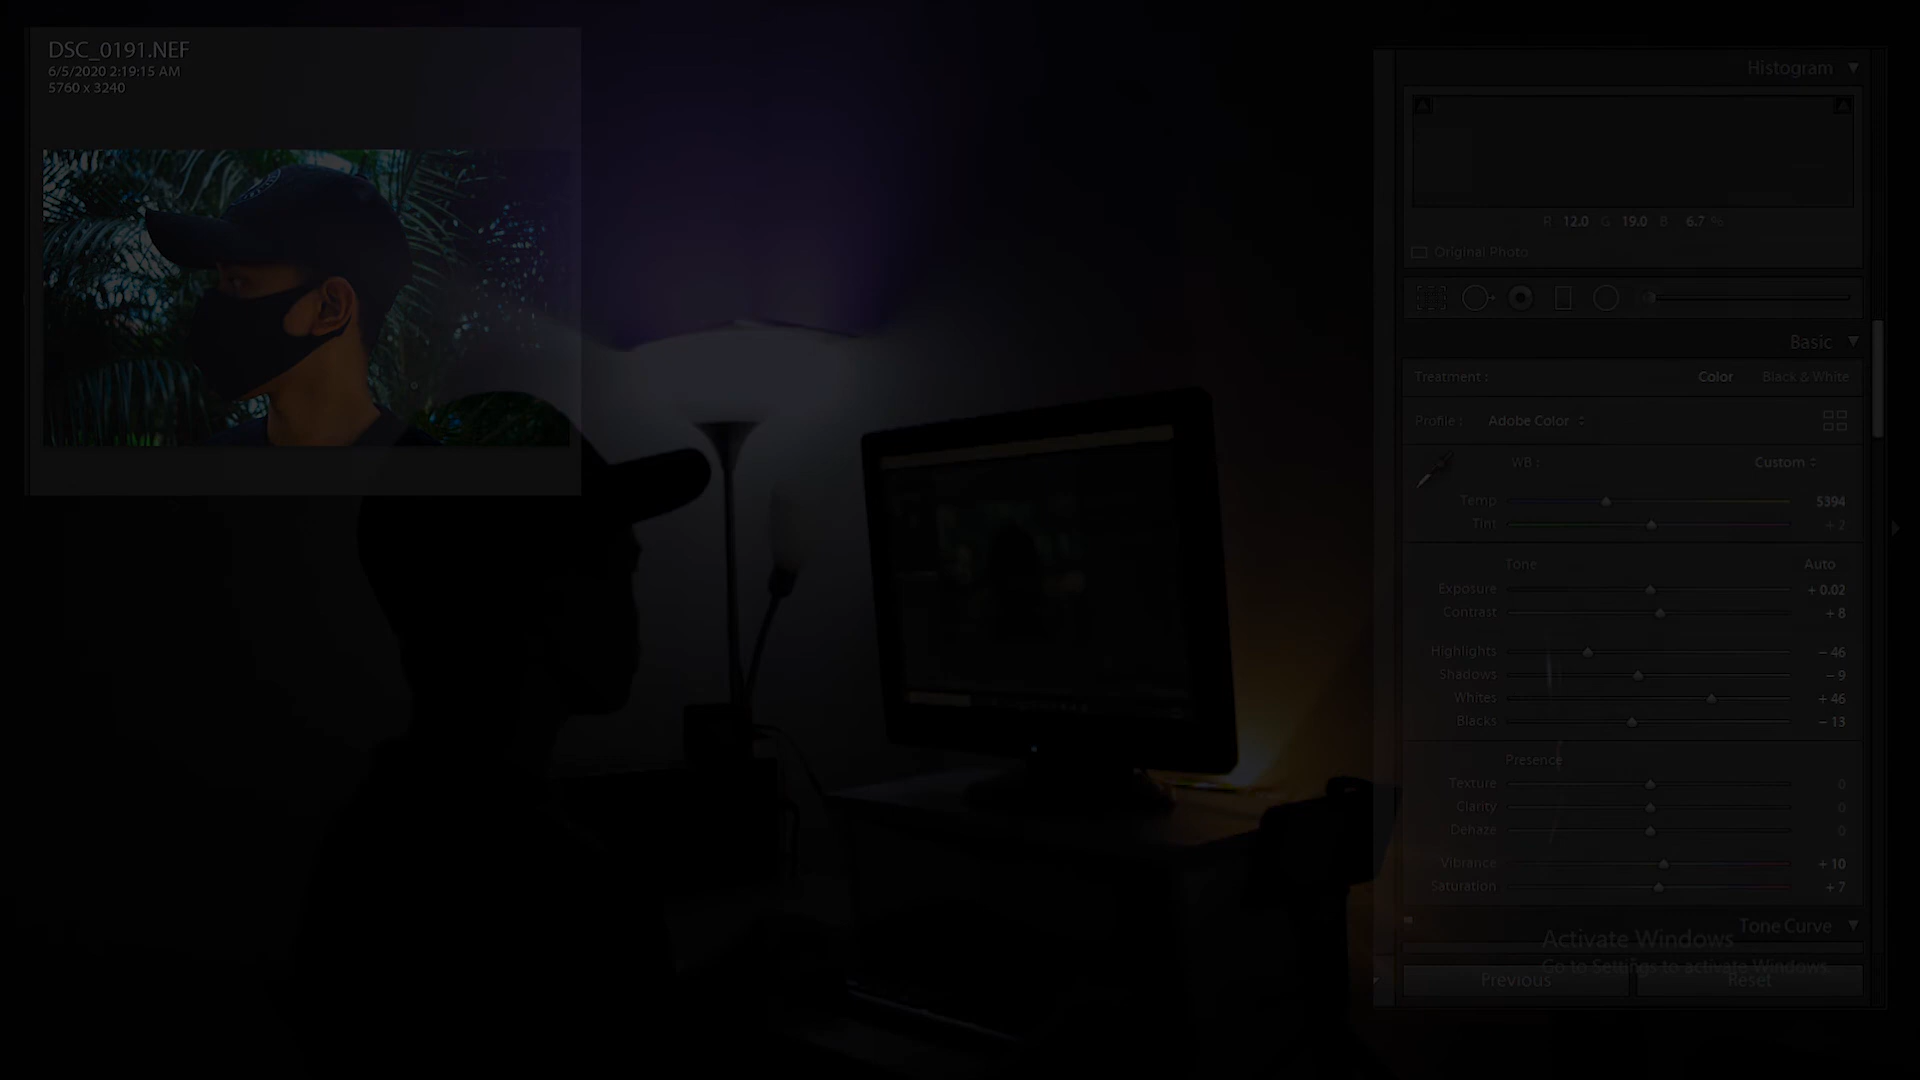 DSC_0191.NEF
6/5/2020 2:19:15 AM
5760 x 3240
Histogram
R 12.0 G 19.0 B 6.7 %
Original Photo
Basic
Treatment : Color Black & White
Profile : Adobe Color
WB : Custom
Temp 5394
Tint + 2
Tone Auto
Exposure + 0.02
Contrast + 8
Highlights − 46
Shadows − 9
Whites + 46
Blacks − 13
Presence
Texture 0
Clarity 0
Dehaze 0
Vibrance + 10
Saturation + 7
Tone Curve
Activate Windows
Go to Settings to activate Windows.
Previous Reset